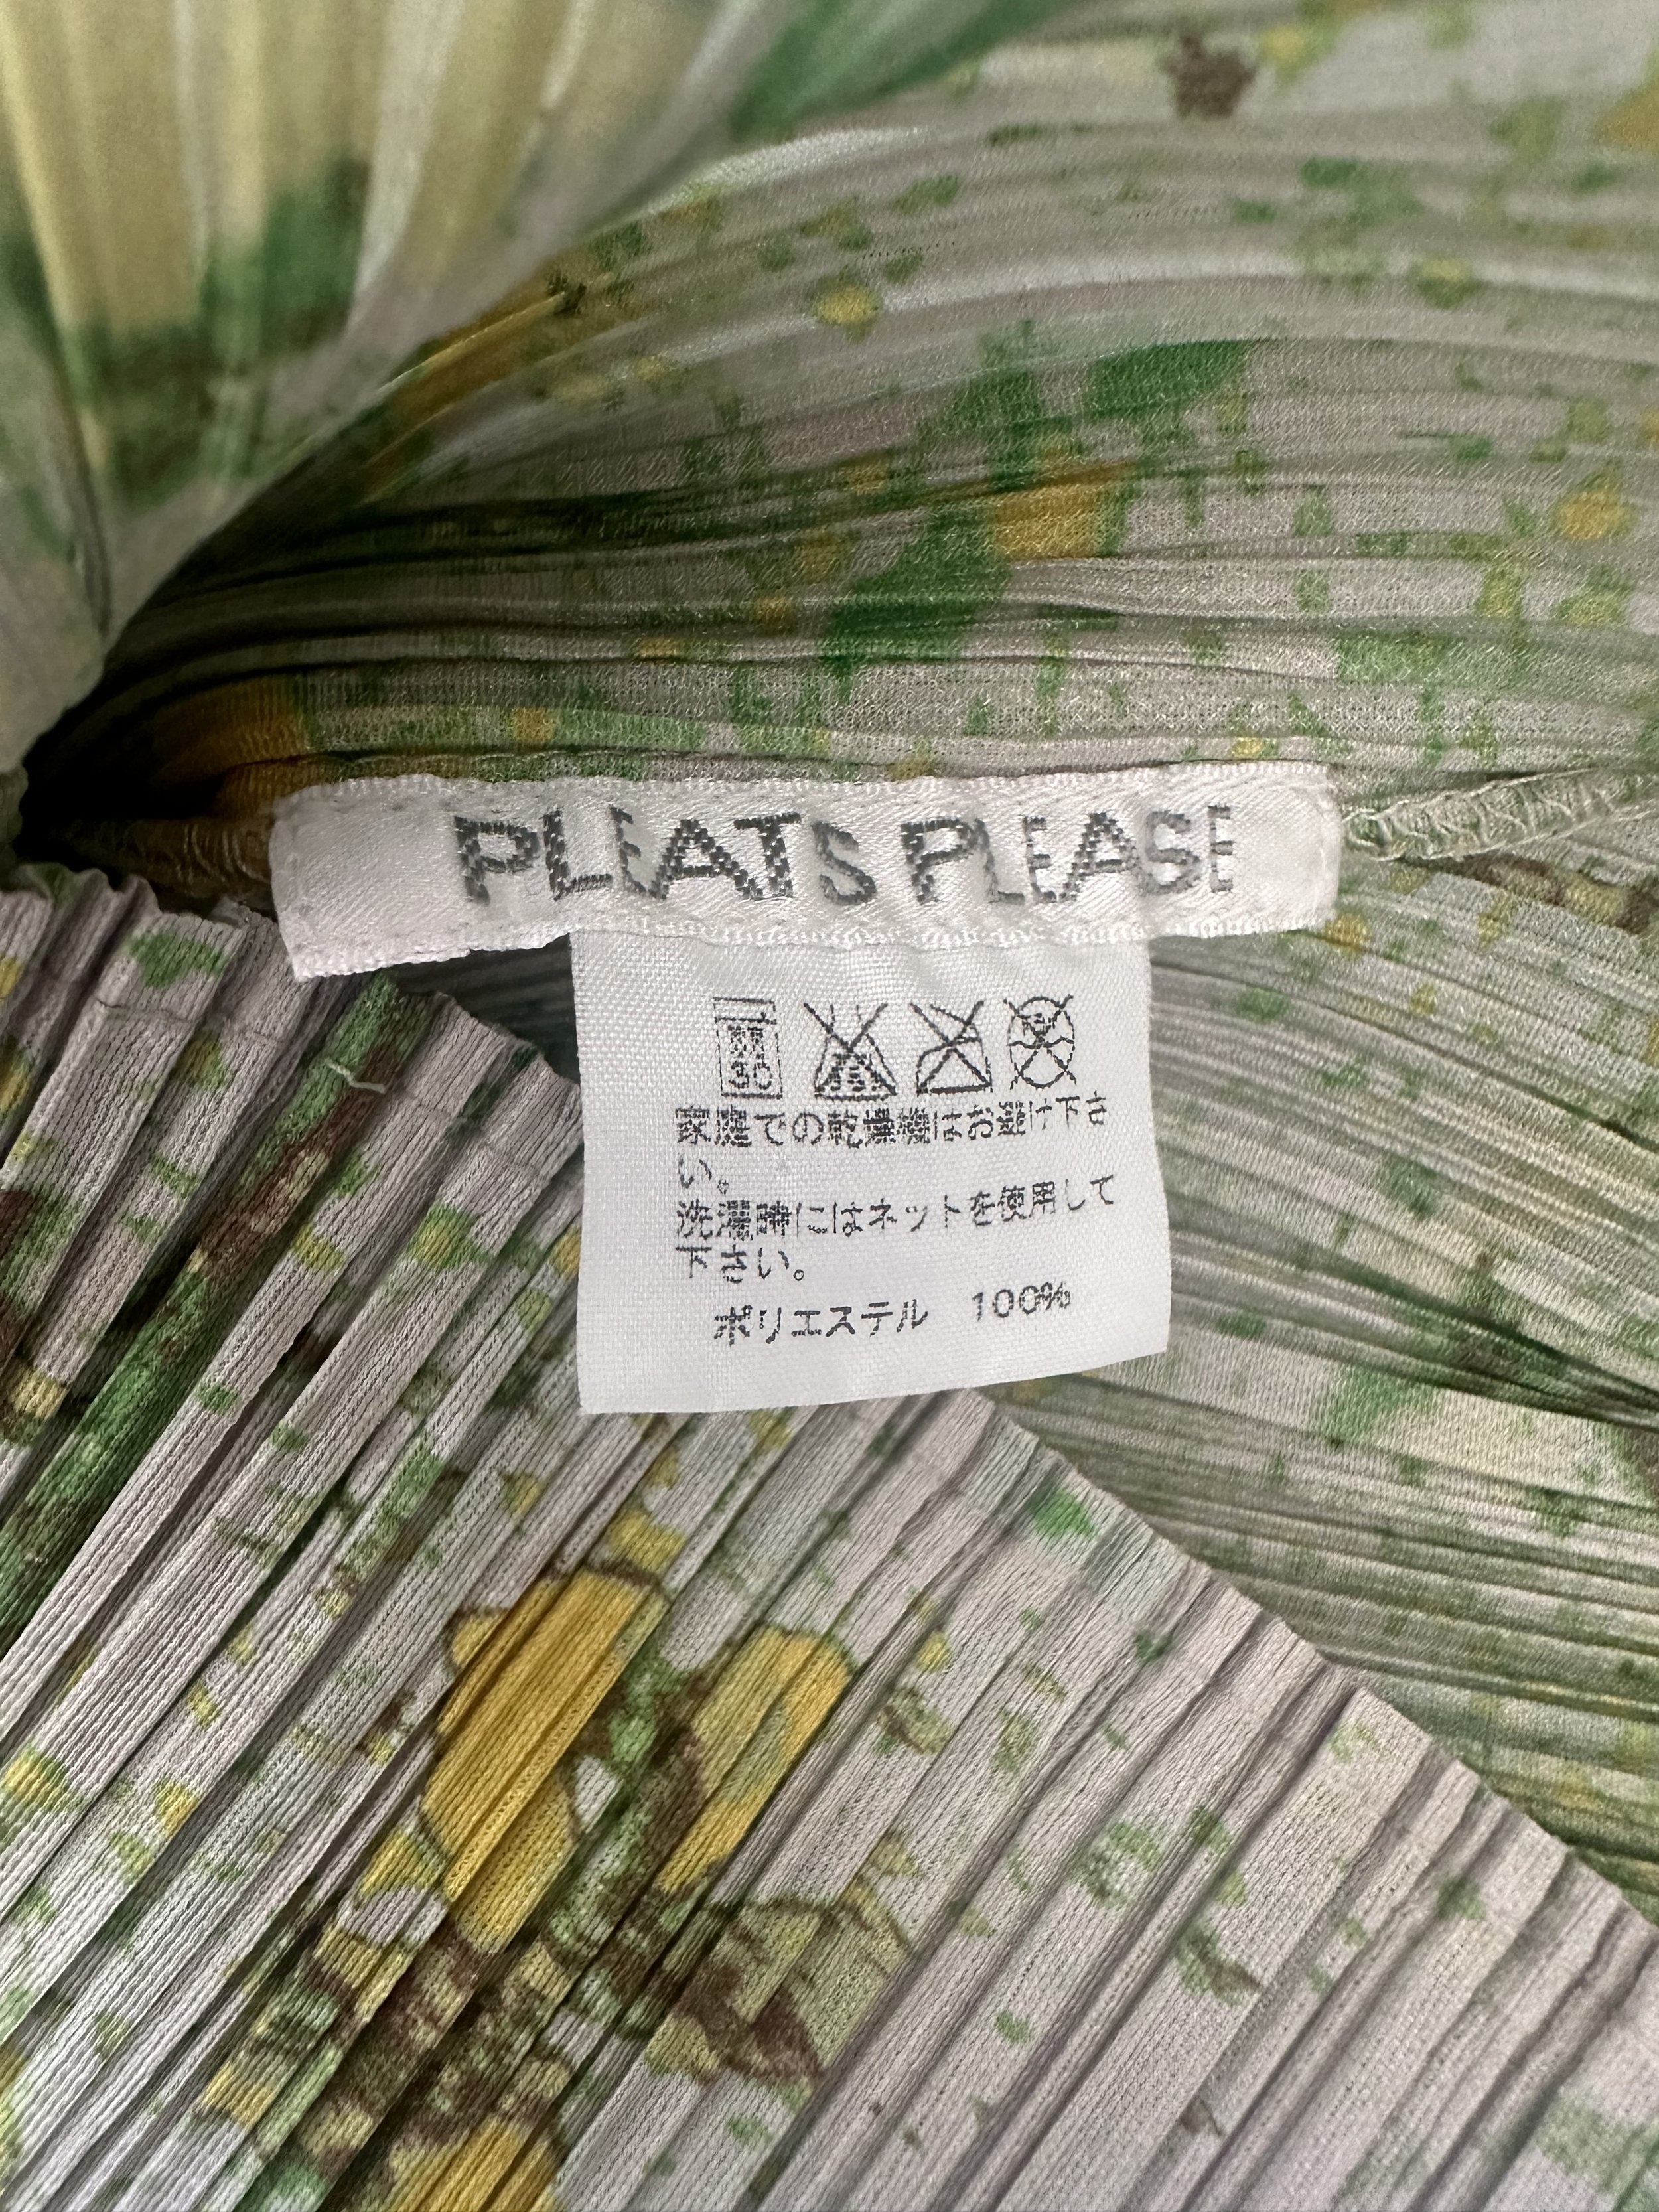 PLEATS PLEASE
家庭での乾燥機はお避け下さ
い。
洗濯時にはネットを使用して
下さい。
ポリエステル 100%